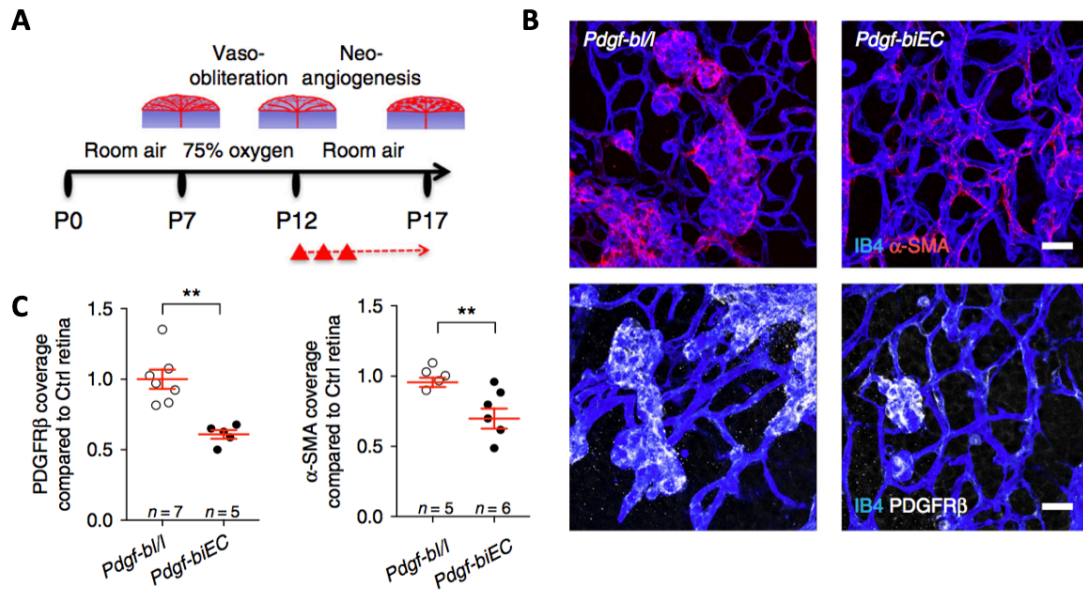 A
Vaso-
obliteration
Neo-
angiogenesis
Room air
75% oxygen
Room air
P0
P7
P12
P17
B
Pdgf-bl/l
Pdgf-biEC
IB4 α-SMA
IB4 PDGFRβ
C
PDGFRβ coverage
compared to Ctrl retina
1.5
1.0
0.5
0.0
**
n = 7
n = 5
Pdgf-bl/l
Pdgf-biEC
α-SMA coverage
compared to Ctrl retina
1.5
1.0
0.5
0.0
**
n = 5
n = 6
Pdgf-bl/l
Pdgf-biEC